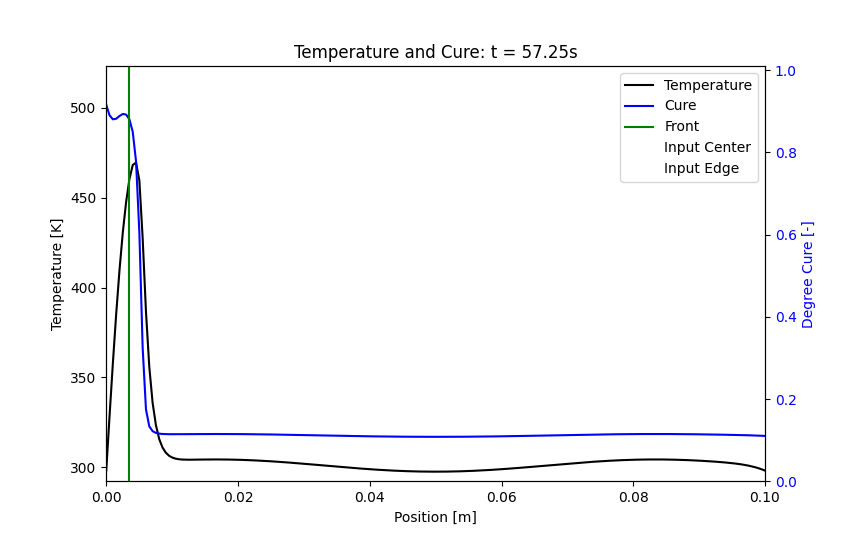 Temperature and Cure: t = 57.25s
Temperature
Cure
Front
Input Center
Input Edge
Temperature [K]
500
450
400
350
300
1.0
0.8
0.6
0.4
0.2
0.0
Degree Cure [-]
0.00 0.02 0.04 0.06 0.08 0.10
Position [m]